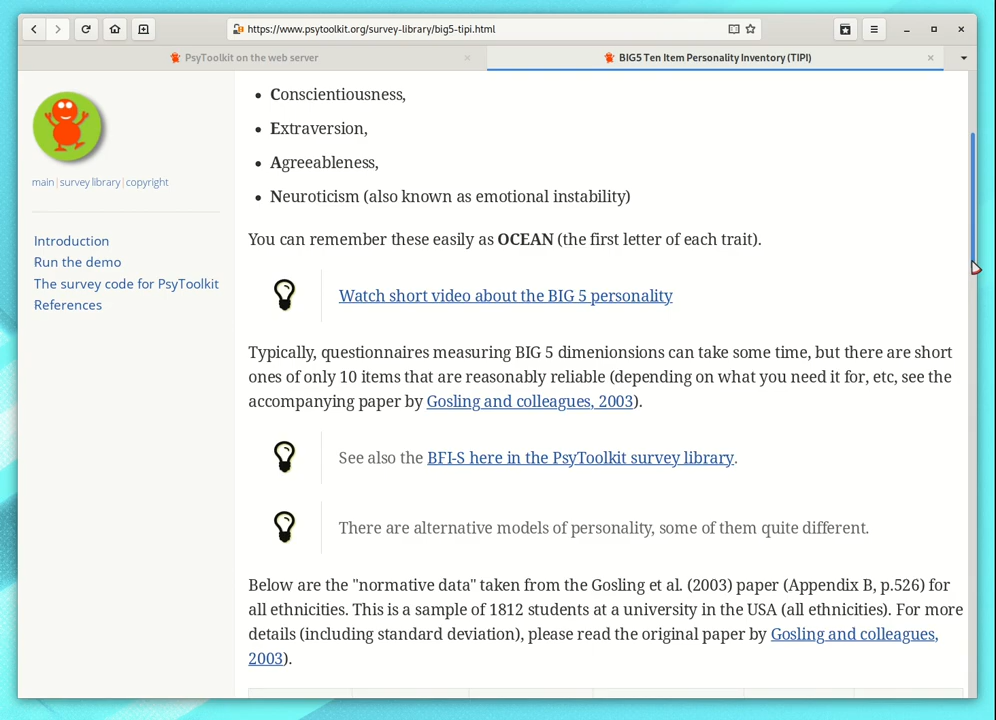 https://www.psytoolkit.org/survey-library/big5-tipi.html
PsyToolkit on the web server
BIG5 Ten Item Personality Inventory (TIPI)
main|survey library|copyright
Introduction
Run the demo
The survey code for PsyToolkit
References
Conscientiousness,
Extraversion,
Agreeableness,
Neuroticism (also known as emotional instability)
You can remember these easily as OCEAN (the first letter of each trait).
Watch short video about the BIG 5 personality
Typically, questionnaires measuring BIG 5 dimenionsions can take some time, but there are short
ones of only 10 items that are reasonably reliable (depending on what you need it for, etc, see the
accompanying paper by Gosling and colleagues, 2003).
See also the BFI-S here in the PsyToolkit survey library.
There are alternative models of personality, some of them quite different.
Below are the "normative data" taken from the Gosling et al. (2003) paper (Appendix B, p.526) for
all ethnicities. This is a sample of 1812 students at a university in the USA (all ethnicities). For more
details (including standard deviation), please read the original paper by Gosling and colleagues,
2003).